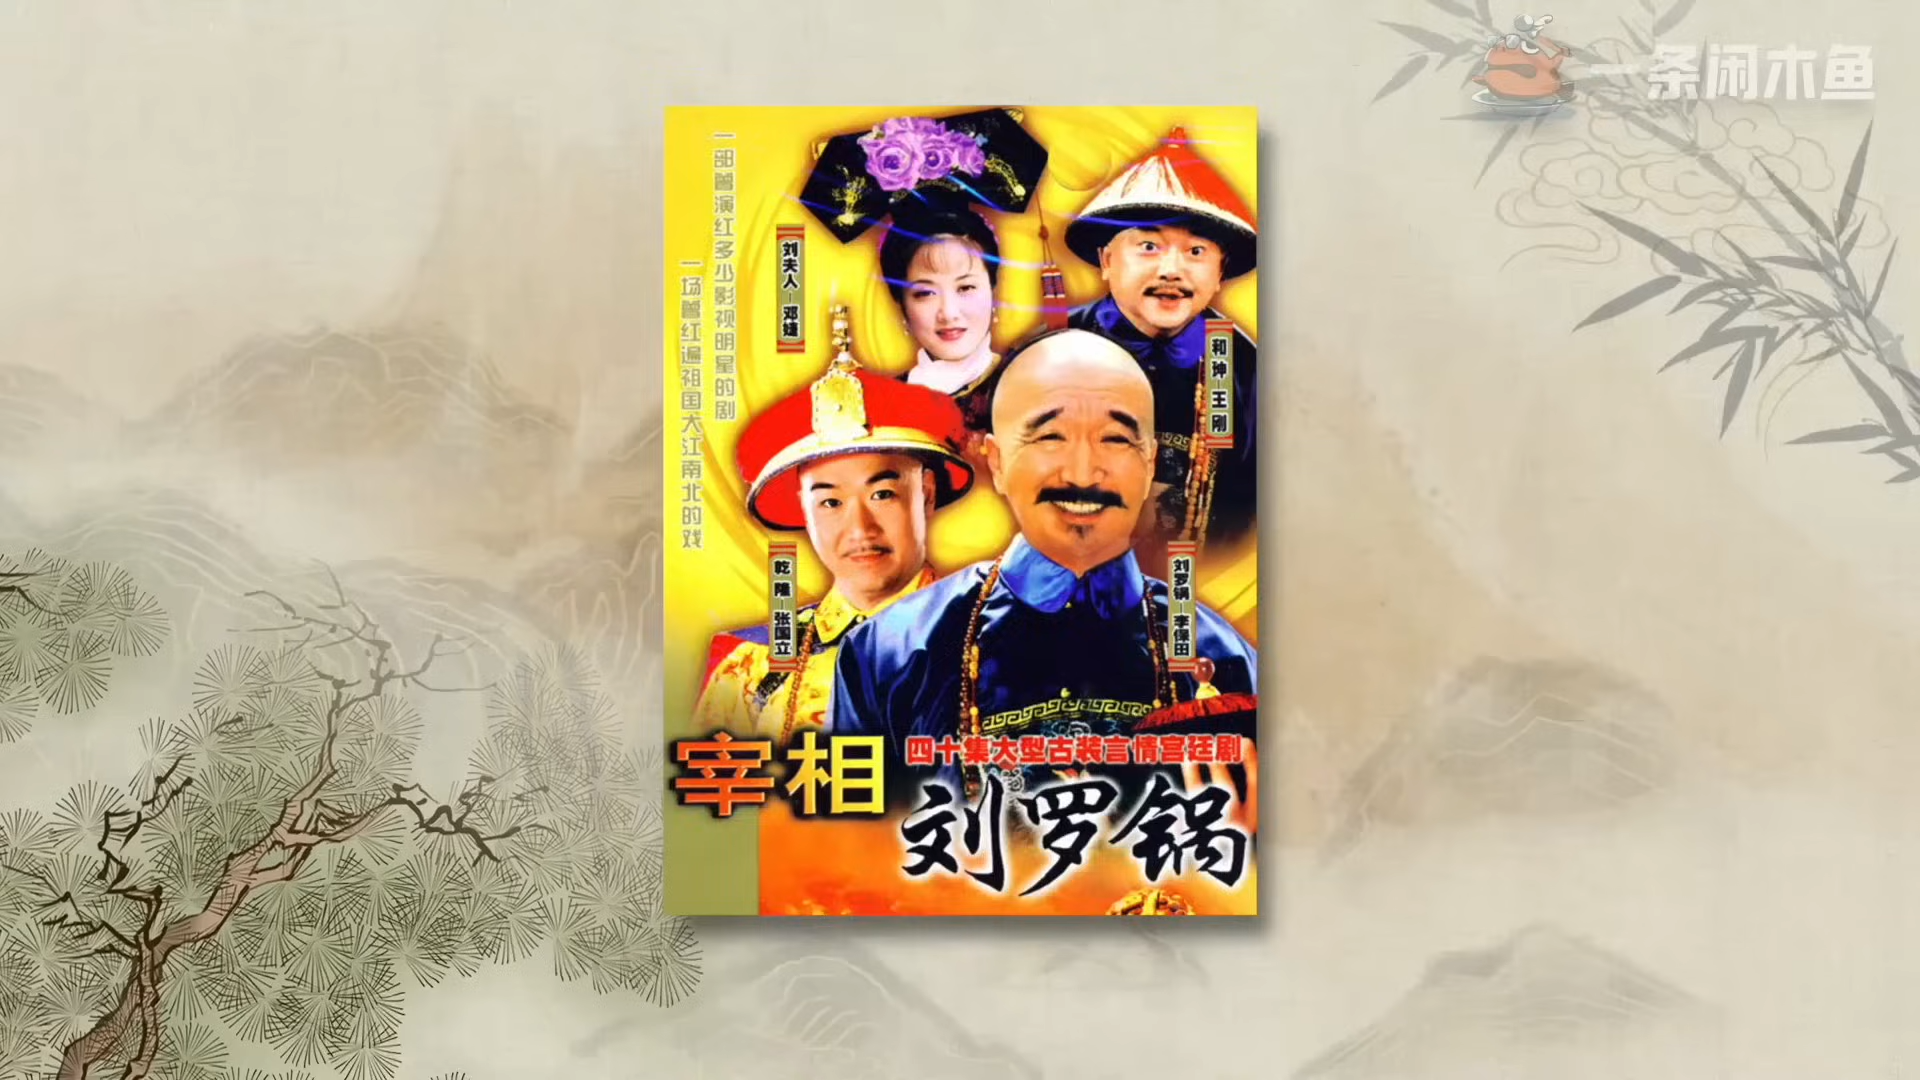 一条闲木鱼
一部曾演红多少影视明星的剧
一场曾红遍祖国大江南北的戏
刘夫人—邓婕
和珅—王刚
乾隆—张国立
刘罗锅—李保田
宰相
四十集大型古装言情宫廷剧
刘罗锅